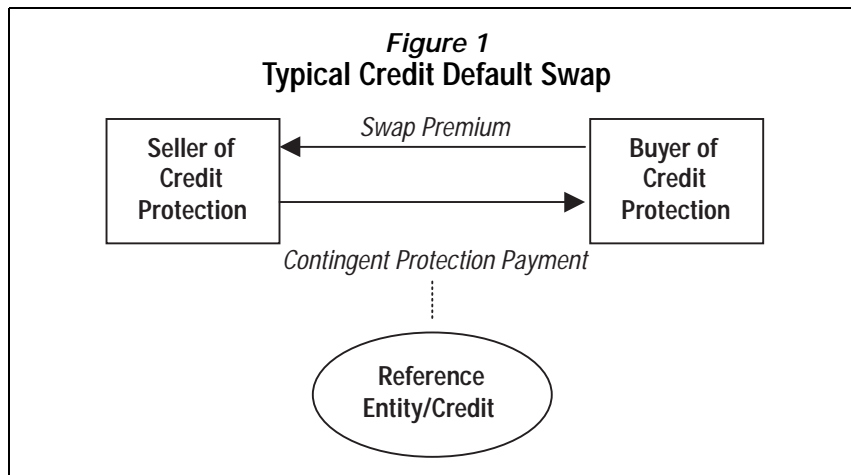 Figure 1
Typical Credit Default Swap
Swap Premium
Seller of
Credit
Protection
Buyer of
Credit
Protection
Contingent Protection Payment
Reference
Entity/Credit